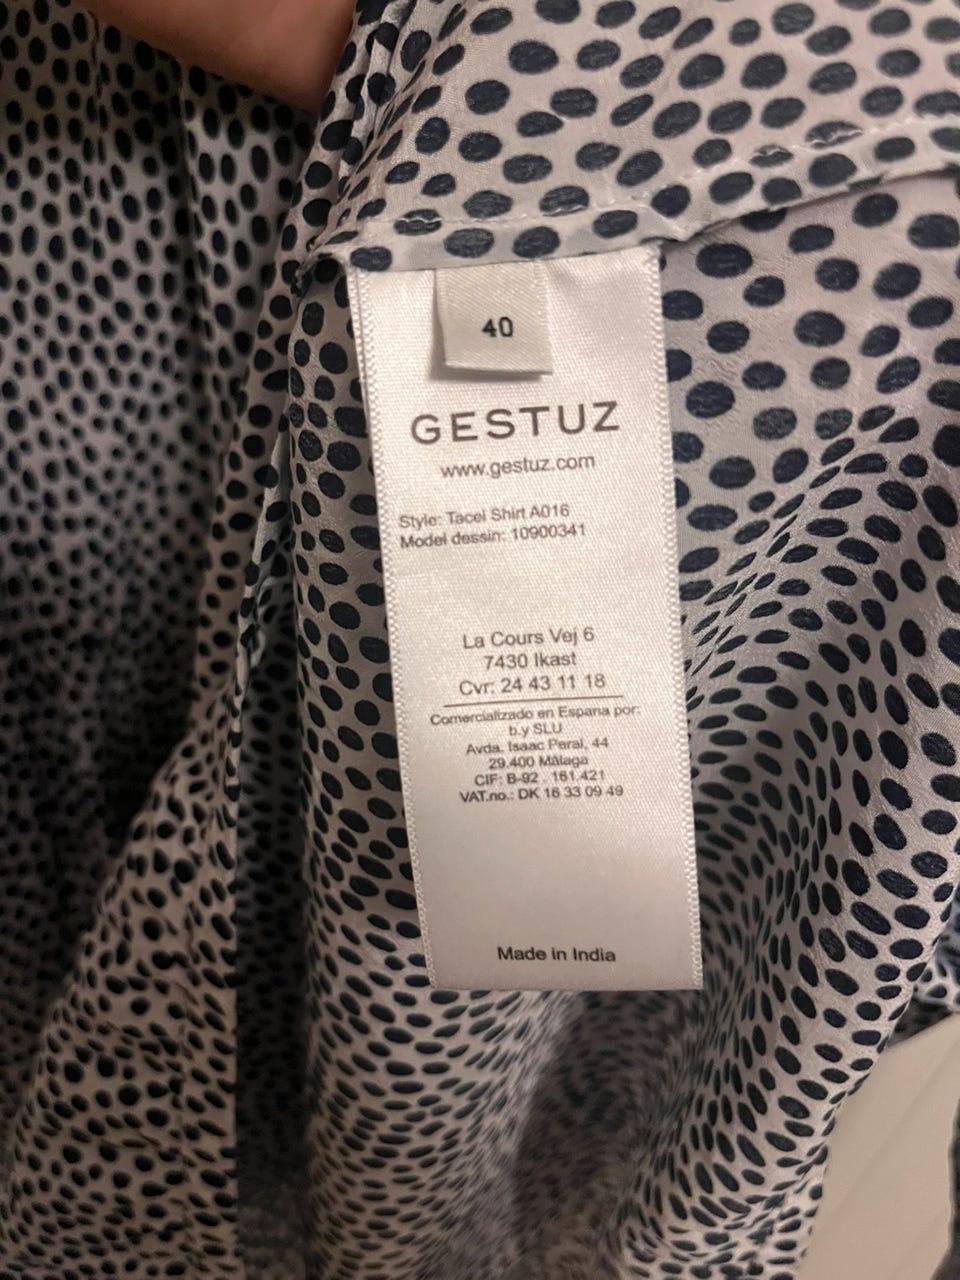 40
GESTUZ
www.gestuz.com
Style: Tacel Shirt A016
Model dessin: 10900341
La Cours Vej 6
7430 Ikast
Cvr: 24 43 11 18
Comercializado en Espana por:
b.y SLU
Avda. Isaac Peral, 44
29.400 Málaga
CIF: B-92 . 161.421
VAT.no.: DK 16 33 09 49
Made in India